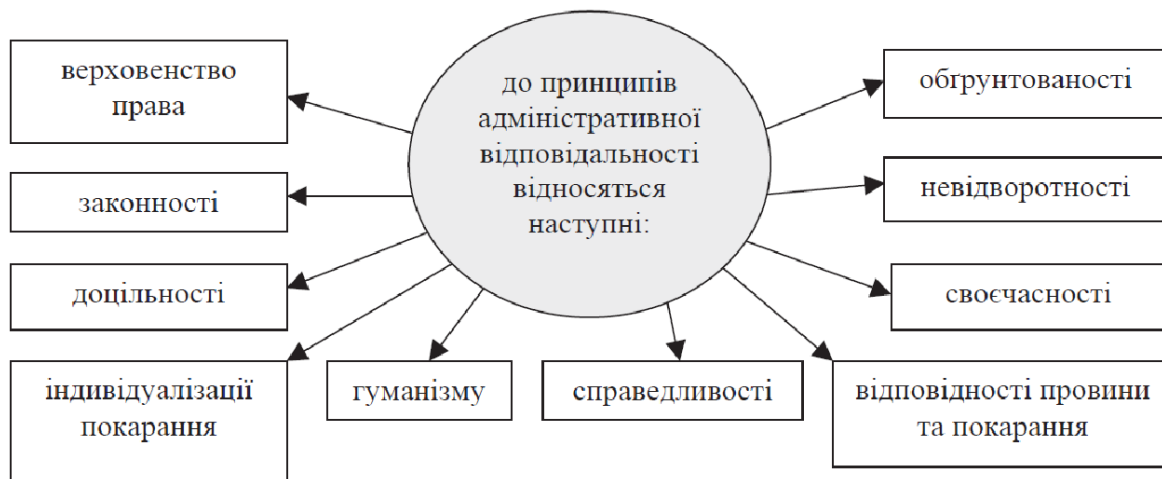 до принципів
адміністративної
відповідальності
відносяться
наступні:
верховенство
права
законності
доцільності
індивідуалізації
покарання
гуманізму
справедливості
відповідності провини
та покарання
своєчасності
невідворотності
обґрунтованості